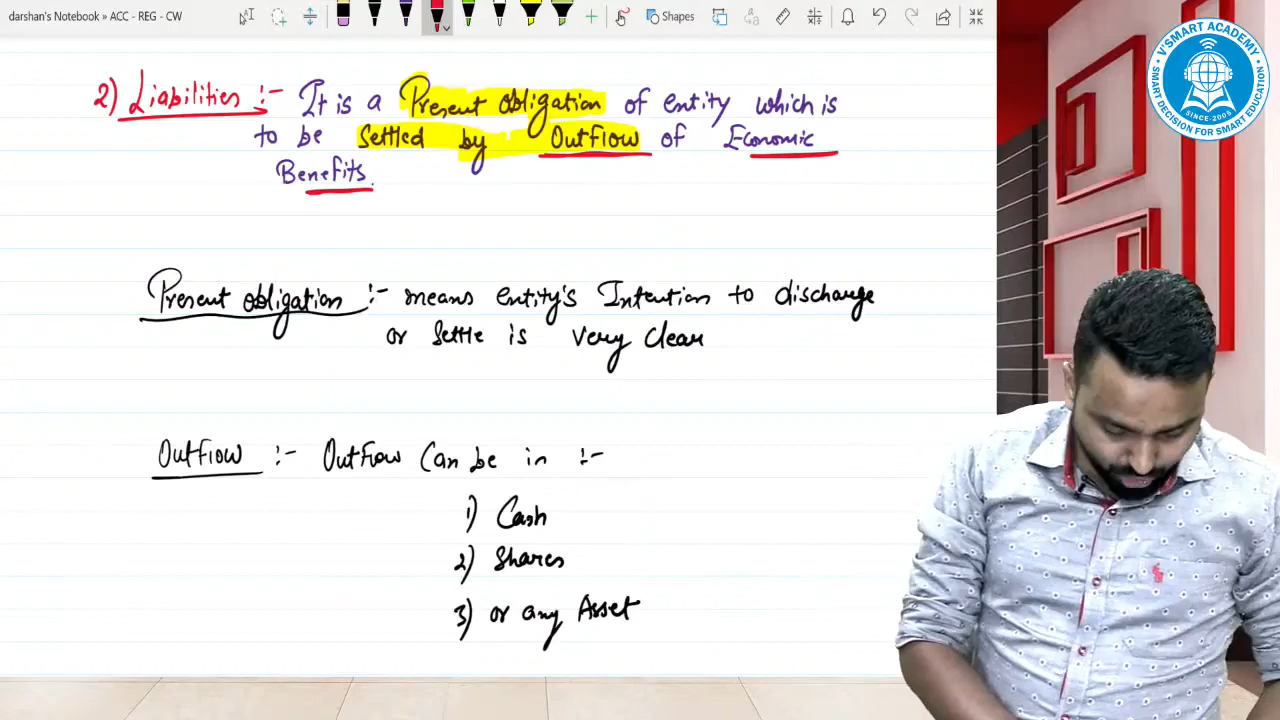 darshan's Notebook » ACC - REG - CW
Shapes
V'SMART ACADEMY
SINCE-2005
SMART DECISION FOR SMART EDUCATION
2) Liabilities :- It is a Present obligation of entity which is
to be Settled by Outflow of Economic
Benefits.
Present obligation :- means entity's Intention to discharge
or Settle is very clear
Outflow :- Outflow Can be in :-
1) Cash
2) Shares
3) or any Asset